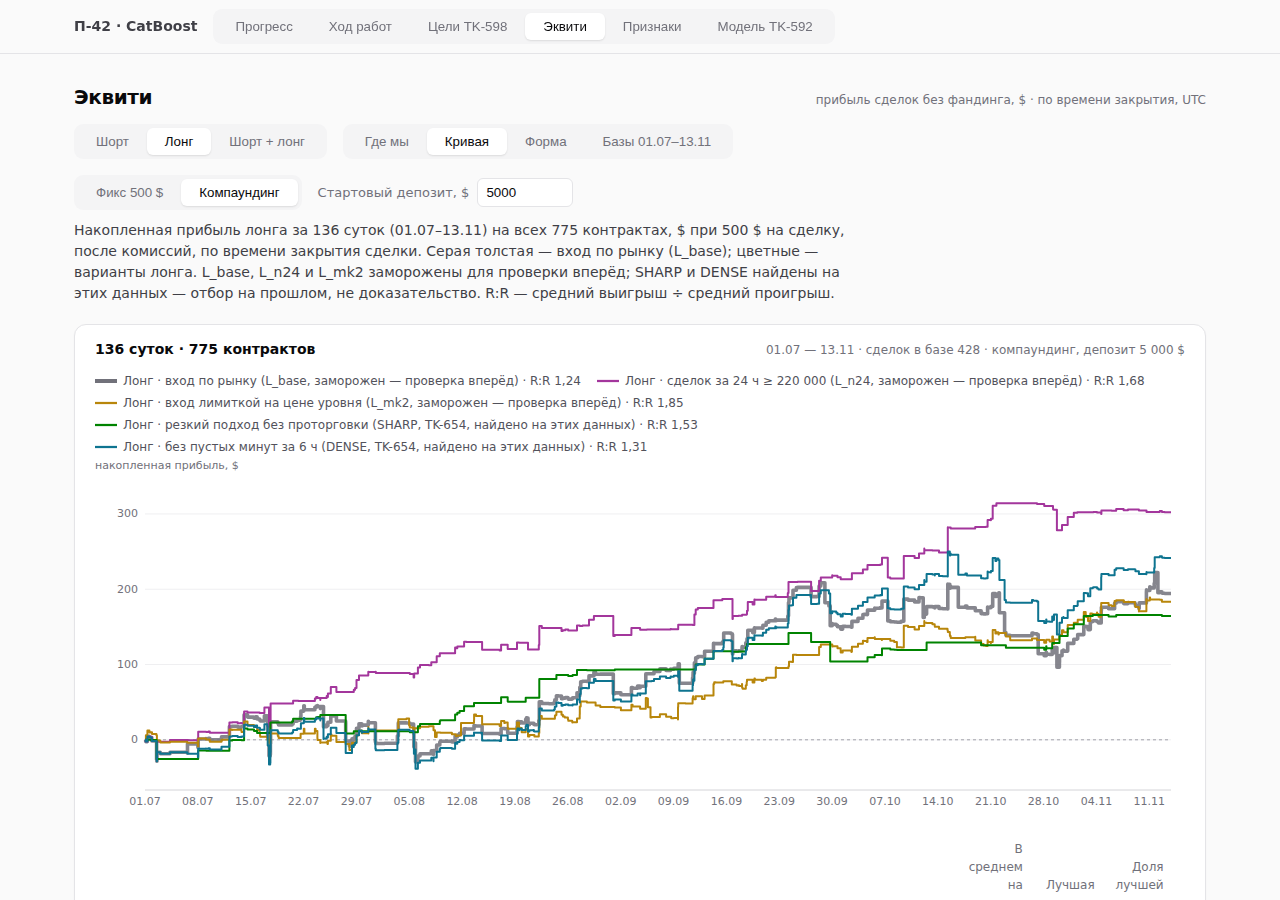 П-42 · CatBoost
Прогресс
Ход работ
Цели ТК-598
Эквити
Признаки
Модель ТК-592
Эквити
прибыль сделок без фандинга, $ · по времени закрытия, UTC
Шорт
Лонг
Шорт + лонг
Где мы
Кривая
Форма
Базы 01.07–13.11
Фикс 500 $
Компаундинг
Стартовый депозит, $
5000
Накопленная прибыль лонга за 136 суток (01.07–13.11) на всех 775 контрактах, $ при 500 $ на сделку,
после комиссий, по времени закрытия сделки. Серая толстая — вход по рынку (L_base); цветные —
варианты лонга. L_base, L_n24 и L_mk2 заморожены для проверки вперёд; SHARP и DENSE найдены на
этих данных — отбор на прошлом, не доказательство. R:R — средний выигрыш ÷ средний проигрыш.
136 суток · 775 контрактов
01.07 — 13.11 · сделок в базе 428 · компаундинг, депозит 5 000 $
Лонг · вход по рынку (L_base, заморожен — проверка вперёд) · R:R 1,24
Лонг · сделок за 24 ч ≥ 220 000 (L_n24, заморожен — проверка вперёд) · R:R 1,68
Лонг · вход лимиткой на цене уровня (L_mk2, заморожен — проверка вперёд) · R:R 1,85
Лонг · резкий подход без проторговки (SHARP, TK-654, найдено на этих данных) · R:R 1,53
Лонг · без пустых минут за 6 ч (DENSE, TK-654, найдено на этих данных) · R:R 1,31
накопленная прибыль, $
300
200
100
0
01.07
08.07
15.07
22.07
29.07
05.08
12.08
19.08
26.08
02.09
09.09
16.09
23.09
30.09
07.10
14.10
21.10
28.10
04.11
11.11
В
среднем
на
Лучшая
Доля
лучшей